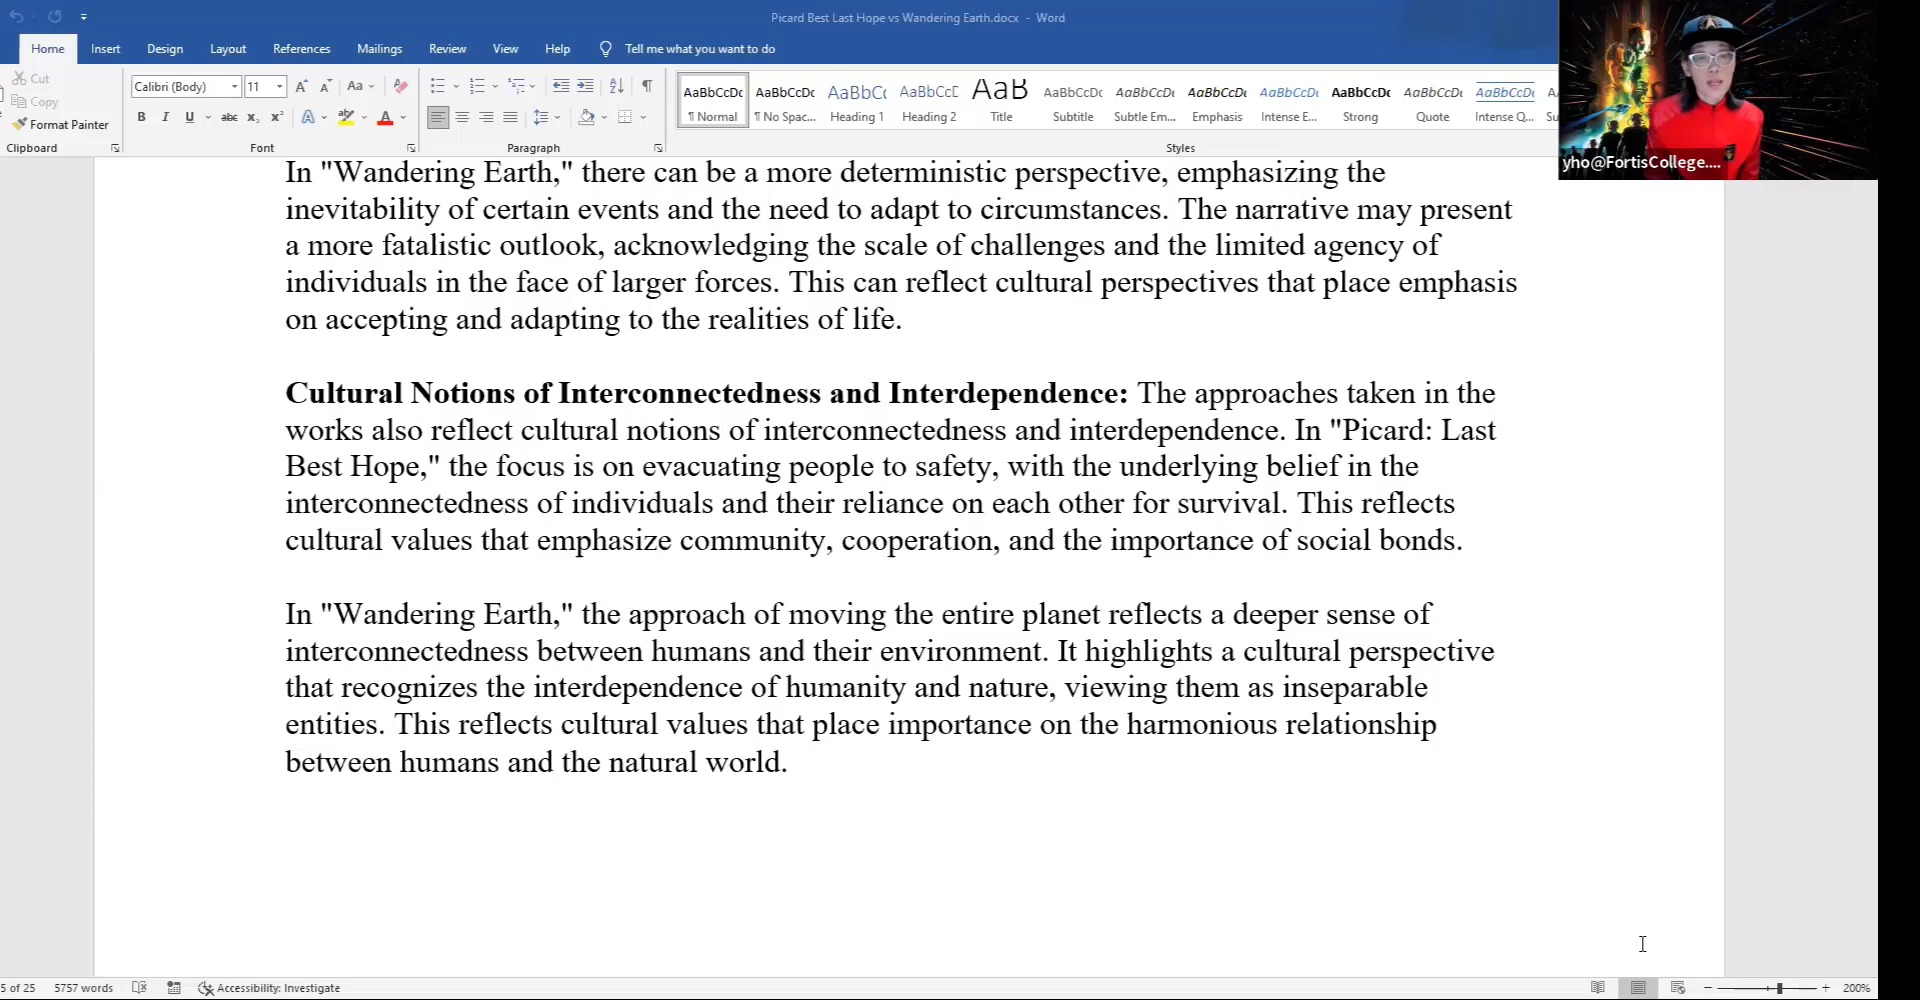 Picard Best Last Hope vs Wandering Earth.docx - Word
Home Insert Design Layout References Mailings Review View Help Tell me what you want to do
Cut
Copy
Format Painter
Calibri (Body) 11
AaBbCcDc AaBbCcDc AaBbCc AaBbCcD AaB AaBbCcDc AaBbCcDc AaBbCcDc AaBbCcDc AaBbCcDc AaBbCcDc AaBbCcDc
¶ Normal ¶ No Spac... Heading 1 Heading 2 Title Subtitle Subtle Em... Emphasis Intense E... Strong Quote Intense Q...
Clipboard Font Paragraph Styles
yho@FortisCollege....
In "Wandering Earth," there can be a more deterministic perspective, emphasizing the
inevitability of certain events and the need to adapt to circumstances. The narrative may present
a more fatalistic outlook, acknowledging the scale of challenges and the limited agency of
individuals in the face of larger forces. This can reflect cultural perspectives that place emphasis
on accepting and adapting to the realities of life.
Cultural Notions of Interconnectedness and Interdependence: The approaches taken in the
works also reflect cultural notions of interconnectedness and interdependence. In "Picard: Last
Best Hope," the focus is on evacuating people to safety, with the underlying belief in the
interconnectedness of individuals and their reliance on each other for survival. This reflects
cultural values that emphasize community, cooperation, and the importance of social bonds.
In "Wandering Earth," the approach of moving the entire planet reflects a deeper sense of
interconnectedness between humans and their environment. It highlights a cultural perspective
that recognizes the interdependence of humanity and nature, viewing them as inseparable
entities. This reflects cultural values that place importance on the harmonious relationship
between humans and the natural world.
5 of 25 5757 words Accessibility: Investigate 200%